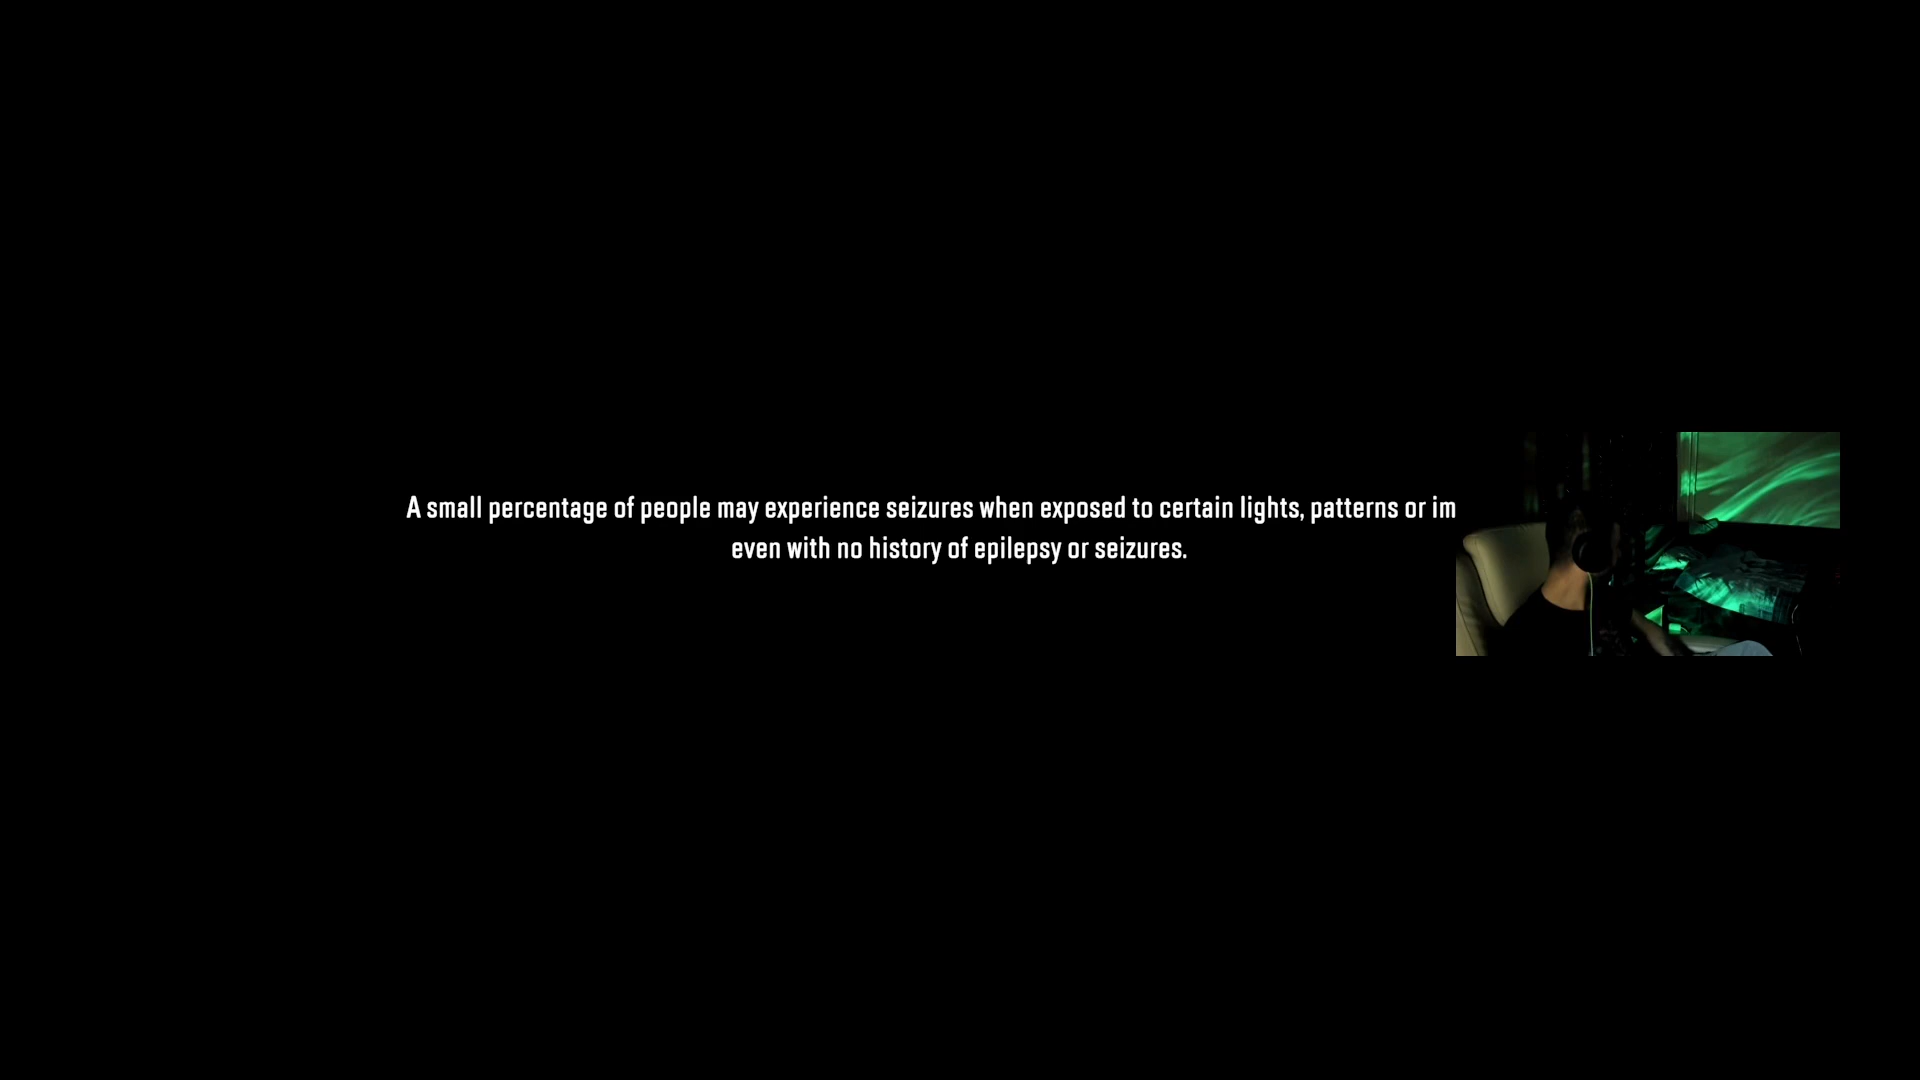 A small percentage of people may experience seizures when exposed to certain lights, patterns or im
even with no history of epilepsy or seizures.